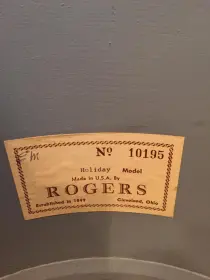 Nº 10195
Holiday Model
Made in U.S.A. By
ROGERS
Established in 1849
Cleveland, Ohio